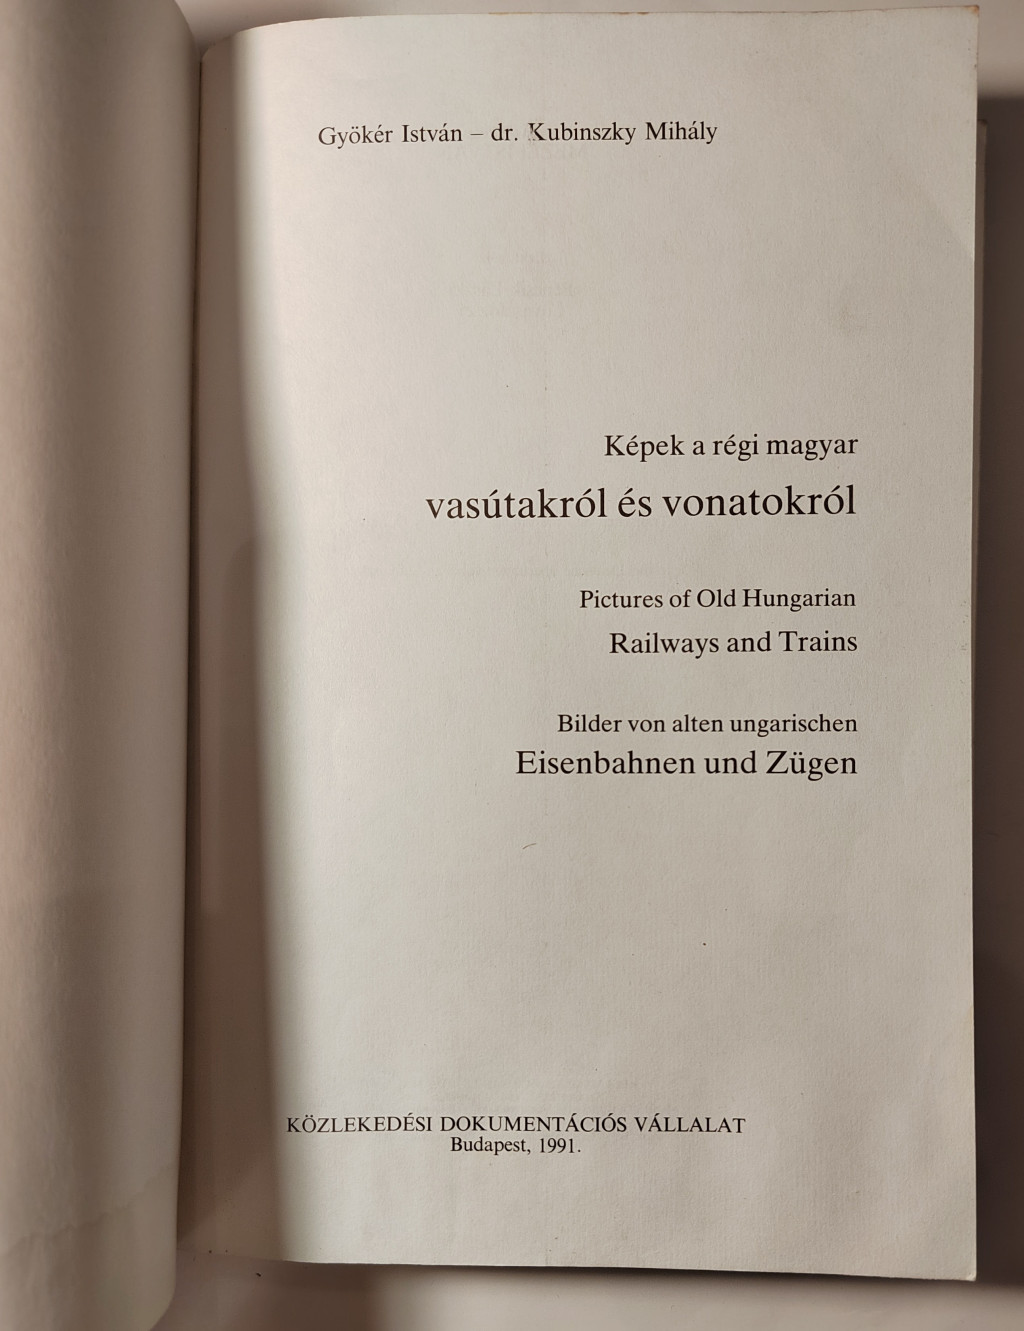 Gyökér István – dr. Kubinszky Mihály
Képek a régi magyar
vasútakról és vonatokról
Pictures of Old Hungarian
Railways and Trains
Bilder von alten ungarischen
Eisenbahnen und Zügen
KÖZLEKEDÉSI DOKUMENTÁCIÓS VÁLLALAT
Budapest, 1991.